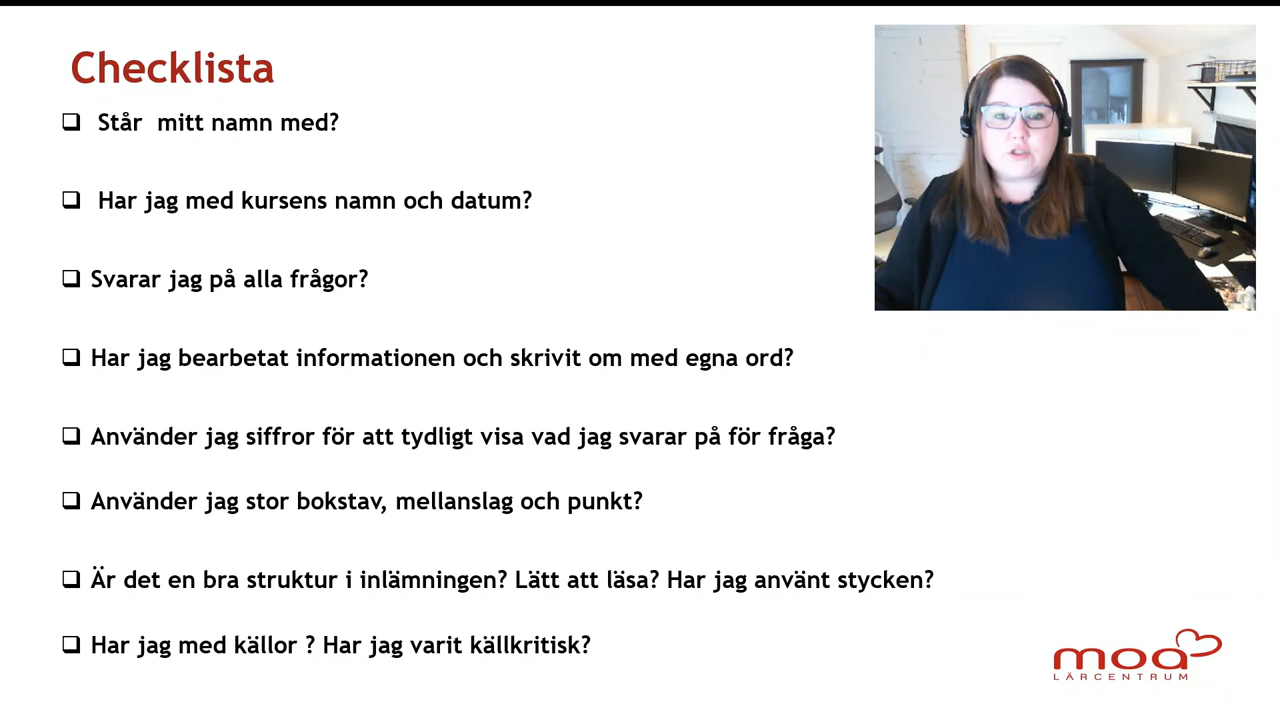 Checklista
Står mitt namn med?
Har jag med kursens namn och datum?
Svarar jag på alla frågor?
Har jag bearbetat informationen och skrivit om med egna ord?
Använder jag siffror för att tydligt visa vad jag svarar på för fråga?
Använder jag stor bokstav, mellanslag och punkt?
Är det en bra struktur i inlämningen? Lätt att läsa? Har jag använt stycken?
Har jag med källor ? Har jag varit källkritisk?
moa
LÄRCENTRUM